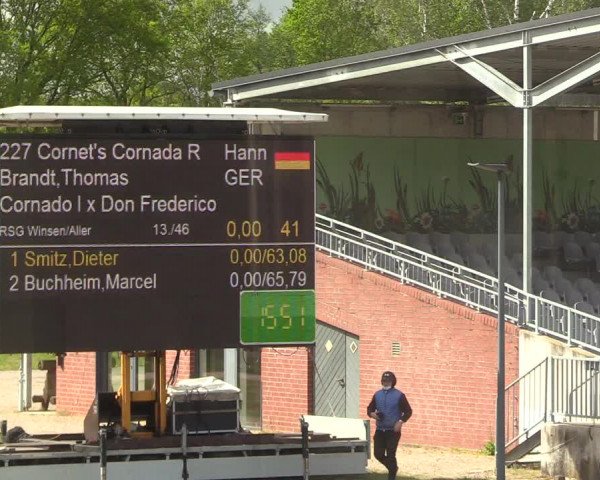 227 Cornet's Cornada R Hann
Brandt,Thomas GER
Cornado I x Don Frederico
RSG Winsen/Aller 13./46 0,00 41
1 Smitz,Dieter 0,00/63,08
2 Buchheim,Marcel 0,00/65,79
1551